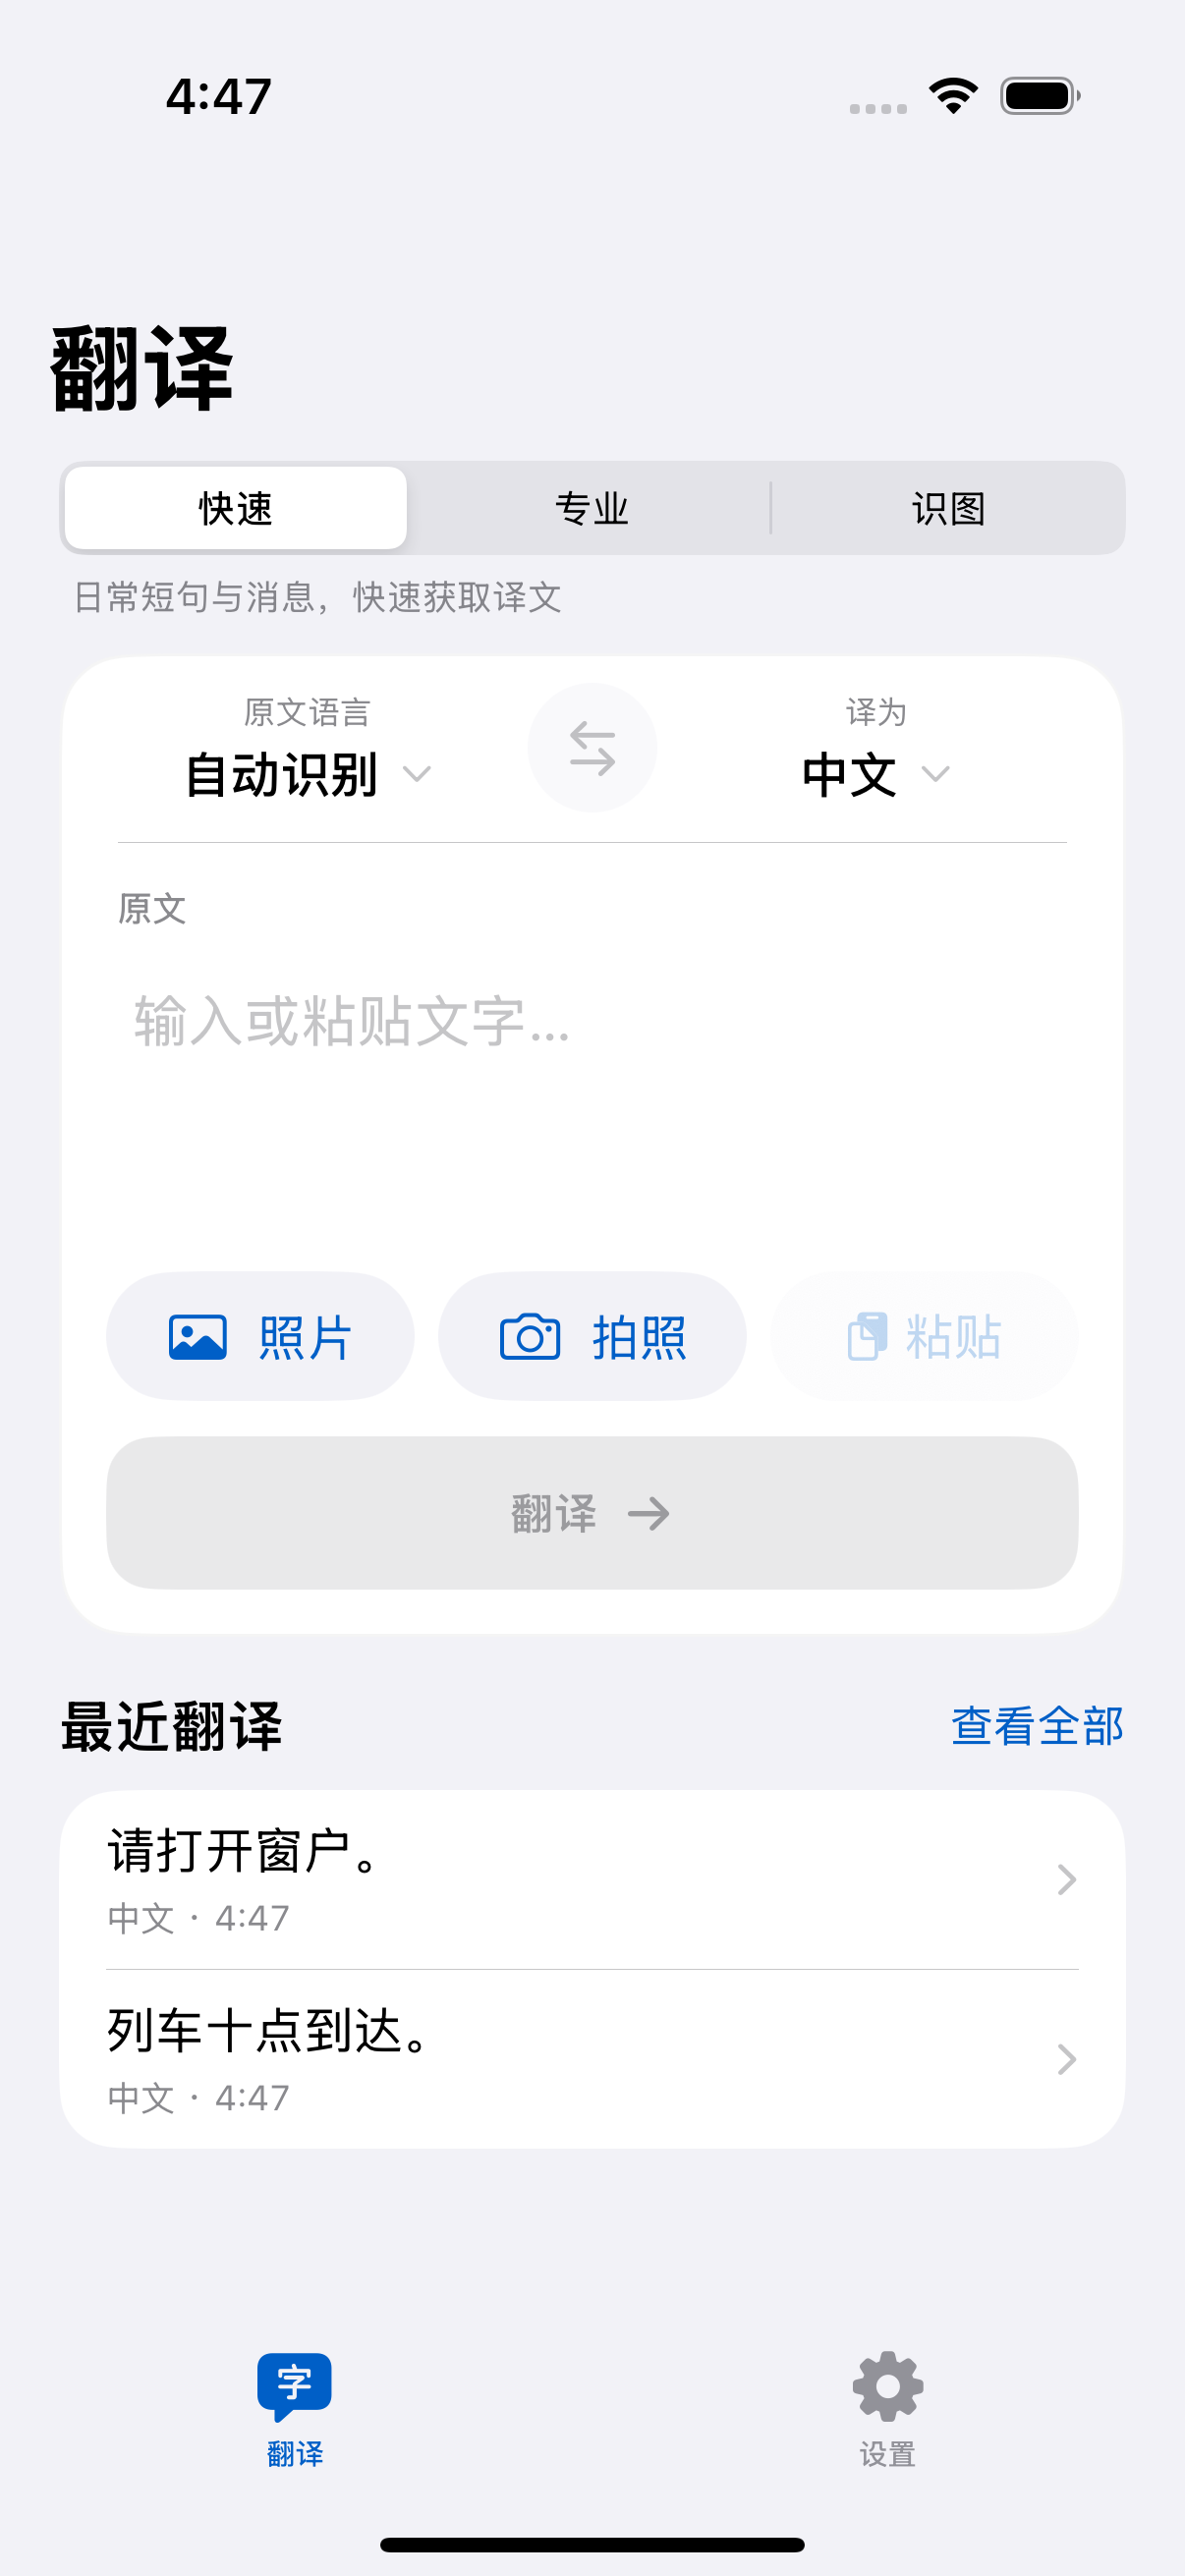 4:47
翻译
快速
专业
识图
日常短句与消息，快速获取译文
原文语言
译为
自动识别
中文
原文
输入或粘贴文字...
照片
拍照
粘贴
翻译
最近翻译
查看全部
请打开窗户。
中文 · 4:47
列车十点到达。
中文 · 4:47
字
翻译
设置